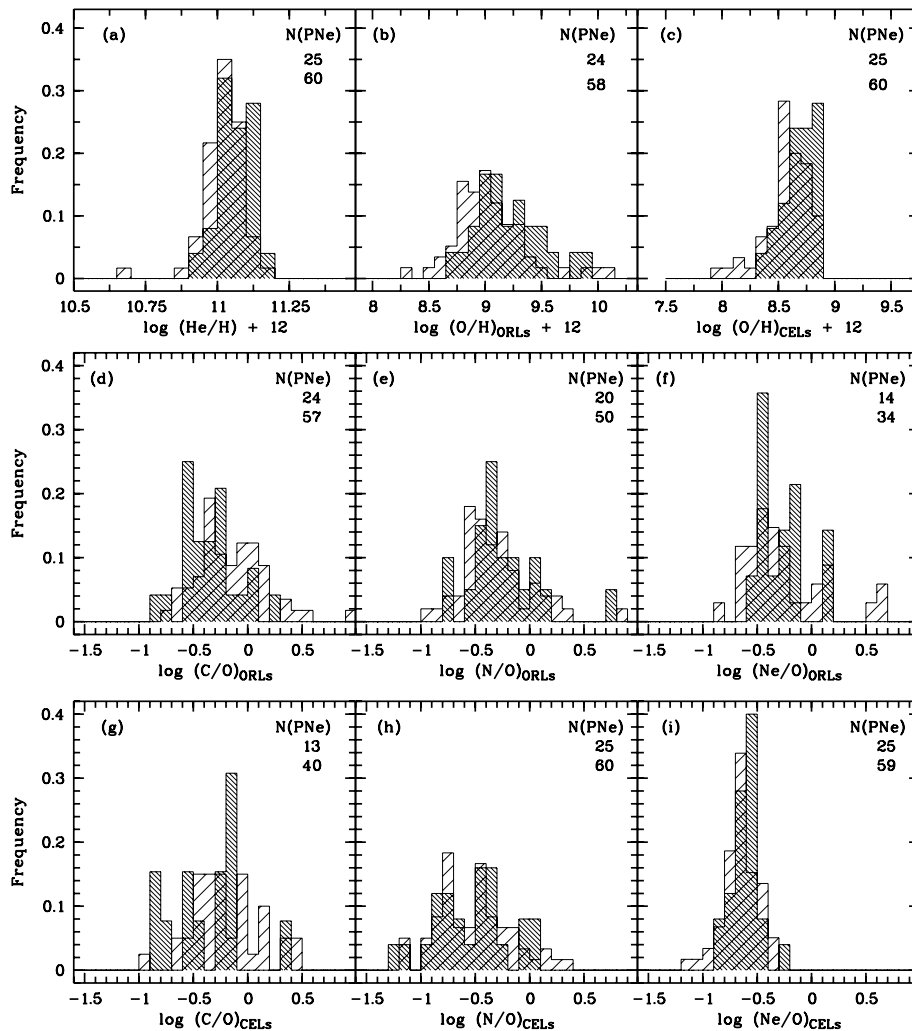 0.4
0.3
0.2
0.1
0
Frequency
(a)
N(PNe)
25
60
10.5
10.75
11
11.25
log (He/H) + 12
(b)
N(PNe)
24
58
8
8.5
9
9.5
10
log (O/H)ORLs + 12
(c)
N(PNe)
25
60
7.5
8
8.5
9
9.5
log (O/H)CELs + 12
0.4
0.3
0.2
0.1
0
Frequency
(d)
N(PNe)
24
57
-1.5
-1
-0.5
0
0.5
log (C/O)ORLs
(e)
N(PNe)
20
50
-1.5
-1
-0.5
0
0.5
log (N/O)ORLs
(f)
N(PNe)
14
34
-1.5
-1
-0.5
0
0.5
log (Ne/O)ORLs
0.4
0.3
0.2
0.1
0
Frequency
(g)
N(PNe)
13
40
-1.5
-1
-0.5
0
0.5
log (C/O)CELs
(h)
N(PNe)
25
60
-1.5
-1
-0.5
0
0.5
log (N/O)CELs
(i)
N(PNe)
25
59
-1.5
-1
-0.5
0
0.5
log (Ne/O)CELs